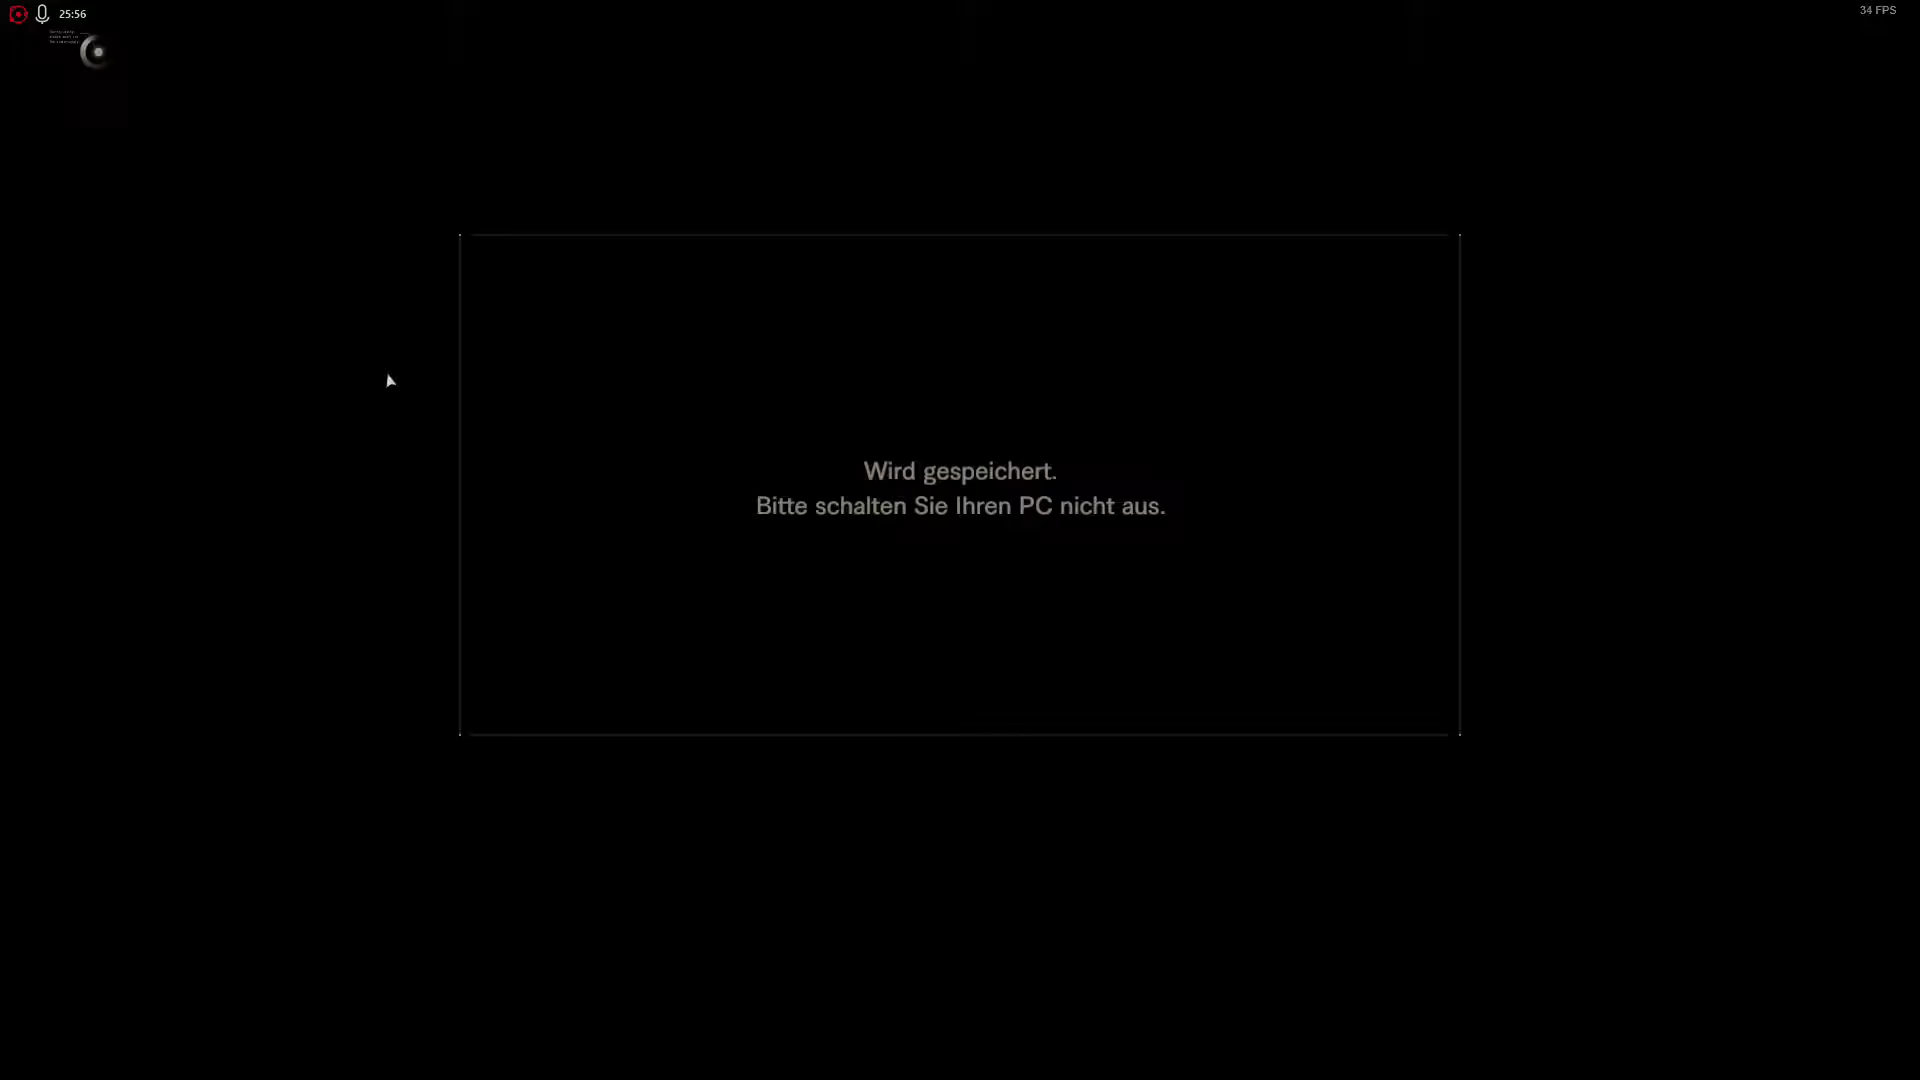 25:56
34 FPS
Wird gespeichert.
Bitte schalten Sie Ihren PC nicht aus.